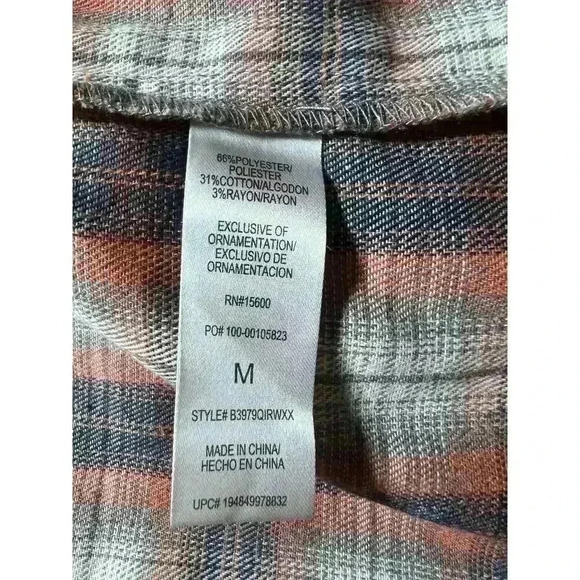 66%POLYESTER/
POLIESTER
31%COTTON/ALGODON
3%RAYON/RAYON
EXCLUSIVE OF
ORNAMENTATION/
EXCLUSIVO DE
ORNAMENTACION
RN#15600
PO# 100-00105823
M
STYLE# B3979QIRWXX
MADE IN CHINA/
HECHO EN CHINA
UPC# 194849978832